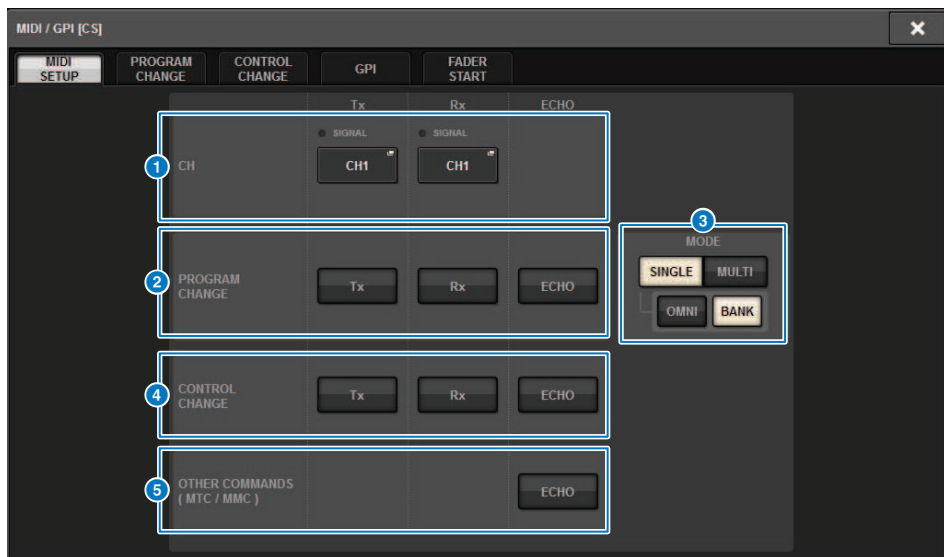 MIDI / GPI [CS]
MIDI SETUP
PROGRAM CHANGE
CONTROL CHANGE
GPI
FADER START
Tx Rx ECHO
SIGNAL SIGNAL
1 CH CH1 CH1
3
MODE
SINGLE MULTI
2 PROGRAM CHANGE Tx Rx ECHO
OMNI BANK
4 CONTROL CHANGE Tx Rx ECHO
5 OTHER COMMANDS
( MTC / MMC )
ECHO